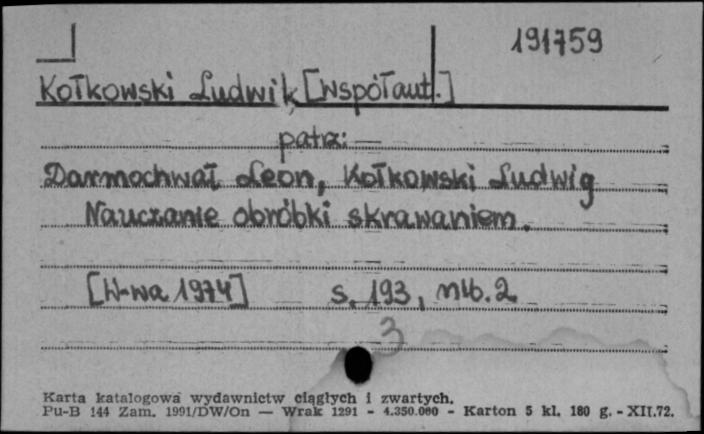 191759
Kołkowski Ludwik [współaut.]
patrz:
Darmochwał Leon, Kołkowski Ludwig
Nauczanie obróbki skrawaniem.
[W-wa 1974] s. 193, nlb. 2
3
Karta katalogowa wydawnictw ciągłych i zwartych.
Pu-B 144 Zam. 1991/DW/On — Wrak 1291 - 4.350.000 - Karton 5 kl. 180 g. - XII.72.